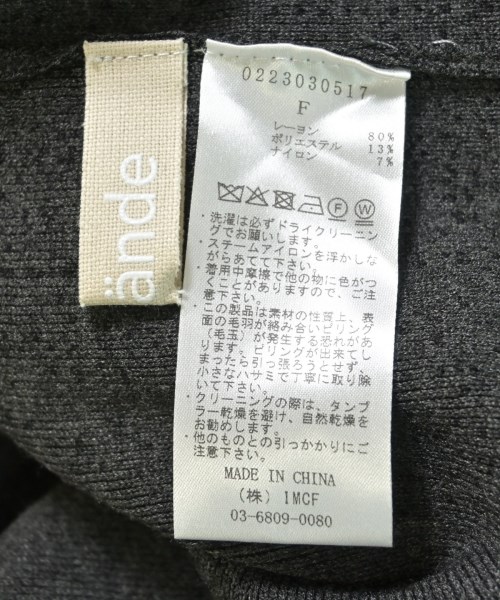 ände
0223030517
F
レーヨン 80%
ポリエステル 13%
ナイロン 7%
F W
・洗濯は必ずドライクリーニン
グでお願いします。
・スチームアイロンを浮かしな
がらあてて下さい。
・着用中摩擦で他の物に色がつ
くことがありますので、ご注
意下さい。
・この製品は素材の性質上、表
面の毛羽が絡み合いピリング
(毛玉)が発生する恐れがあ
ります。ピリングが出来てし
まったら引っ張ろうとせず、
小さなハサミで丁寧に取り除
いて下さい。
・クリーニングの際は、タンブ
ラー乾燥を避け、自然乾燥を
お勧めします。
・他のものとの引っかかりにご
注意下さい。
MADE IN CHINA
(株) IMCF
03-6809-0080